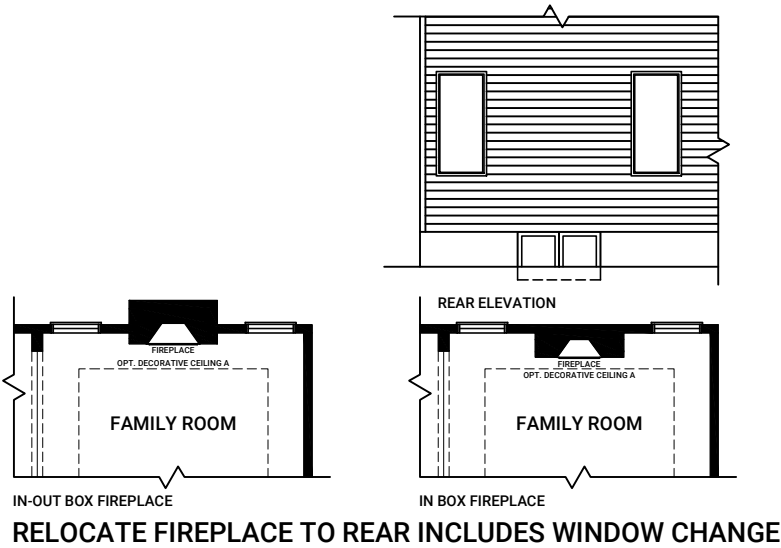 REAR ELEVATION
FIREPLACE
OPT. DECORATIVE CEILING A
FAMILY ROOM
IN-OUT BOX FIREPLACE
FIREPLACE
OPT. DECORATIVE CEILING A
FAMILY ROOM
IN BOX FIREPLACE
RELOCATE FIREPLACE TO REAR INCLUDES WINDOW CHANGE